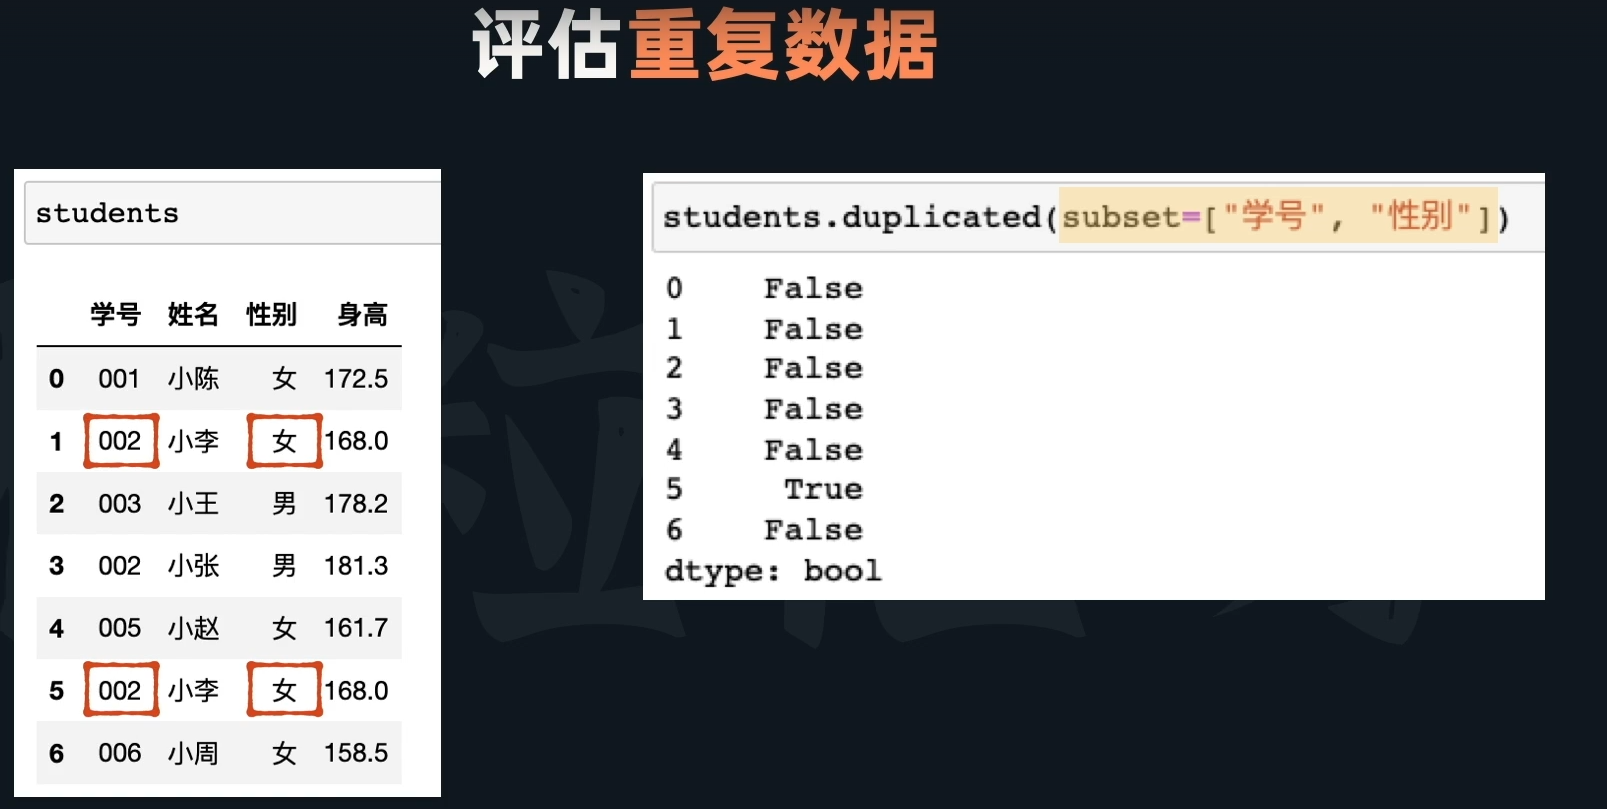 评估重复数据
students
学号 姓名 性别 身高
0 001 小陈 女 172.5
1 002 小李 女 168.0
2 003 小王 男 178.2
3 002 小张 男 181.3
4 005 小赵 女 161.7
5 002 小李 女 168.0
6 006 小周 女 158.5
students.duplicated(subset=["学号", "性别"])
0 False
1 False
2 False
3 False
4 False
5 True
6 False
dtype: bool